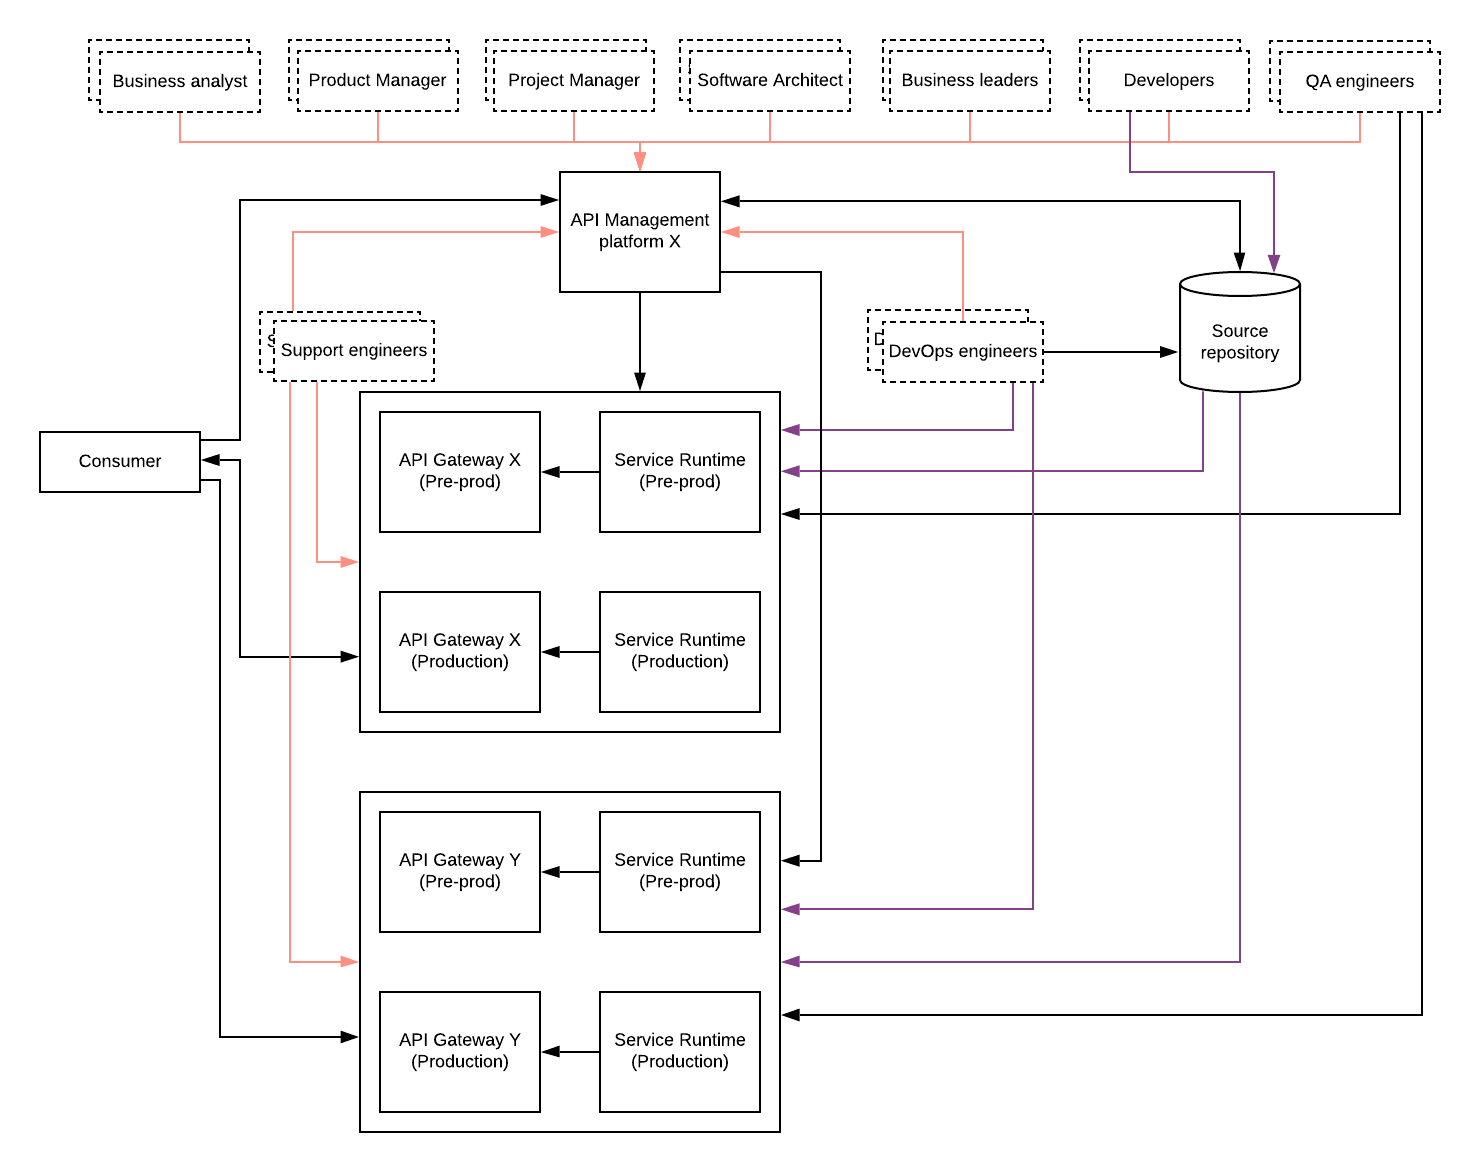 Business analyst
Product Manager
Project Manager
Software Architect
Business leaders
Developers
QA engineers
API Management
platform X
Source
repository
S
Support engineers
D
DevOps engineers
Consumer
API Gateway X
(Pre-prod)
Service Runtime
(Pre-prod)
API Gateway X
(Production)
Service Runtime
(Production)
API Gateway Y
(Pre-prod)
Service Runtime
(Pre-prod)
API Gateway Y
(Production)
Service Runtime
(Production)